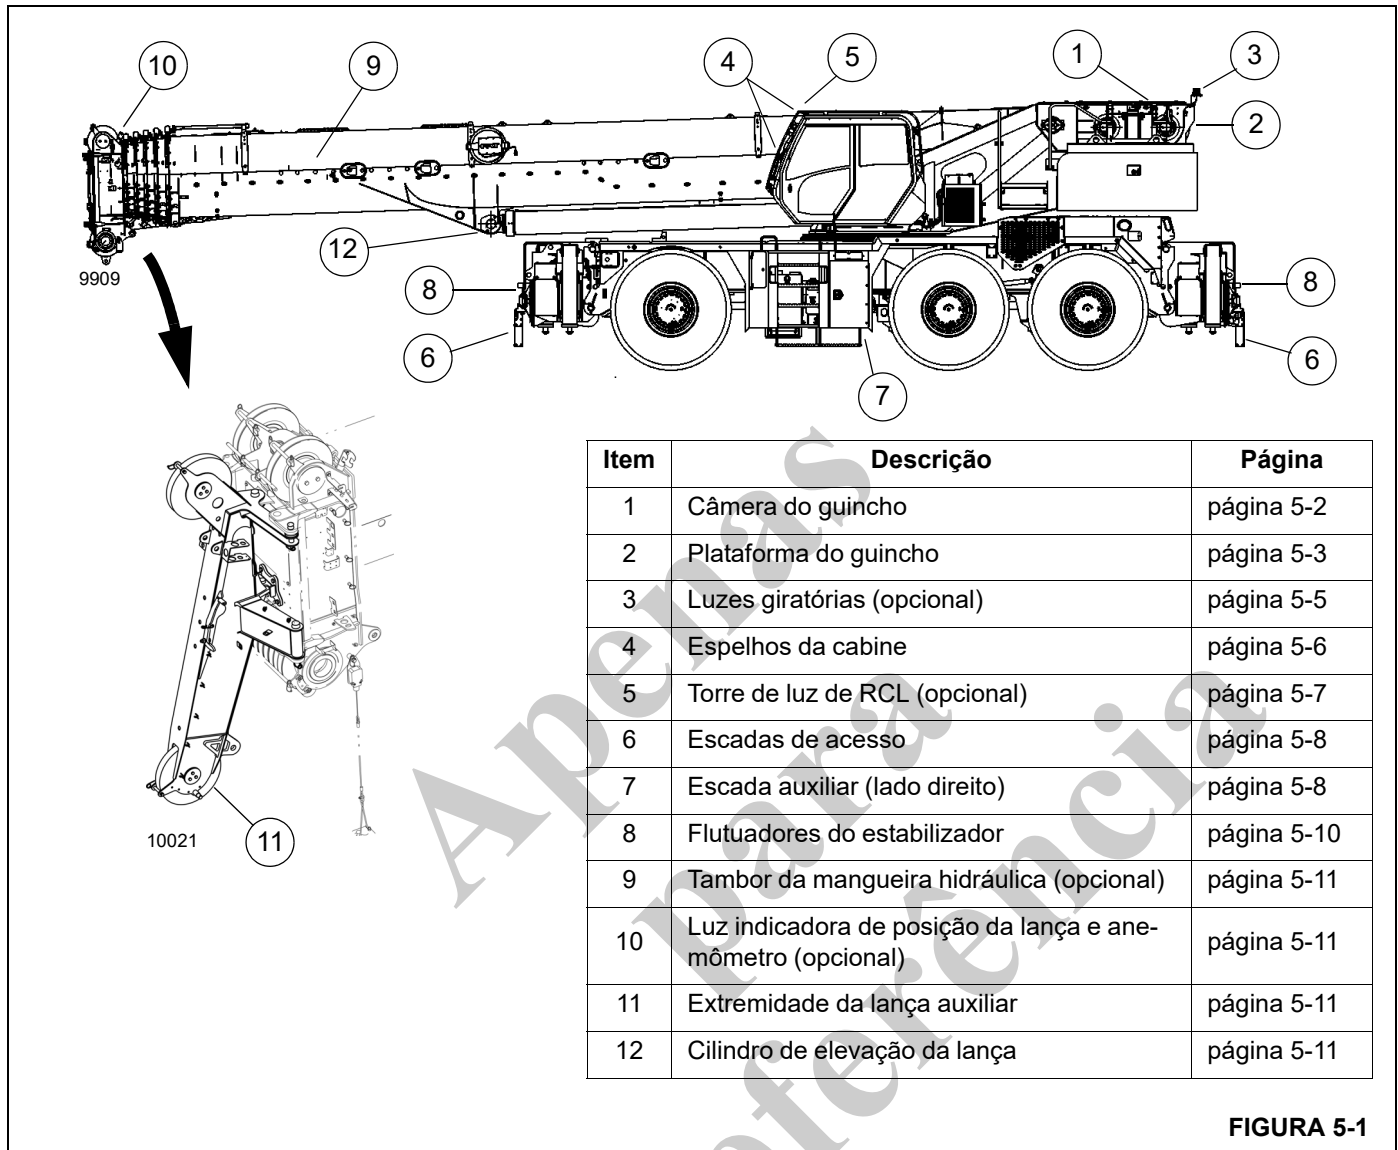 10
9
4
5
1
3
2
12
9909
8
8
6
6
7
10021
11
Item Descrição Página
1 Câmera do guincho página 5-2
2 Plataforma do guincho página 5-3
3 Luzes giratórias (opcional) página 5-5
4 Espelhos da cabine página 5-6
5 Torre de luz de RCL (opcional) página 5-7
6 Escadas de acesso página 5-8
7 Escada auxiliar (lado direito) página 5-8
8 Flutuadores do estabilizador página 5-10
9 Tambor da mangueira hidráulica (opcional) página 5-11
10 Luz indicadora de posição da lança e ane-
mômetro (opcional) página 5-11
11 Extremidade da lança auxiliar página 5-11
12 Cilindro de elevação da lança página 5-11
FIGURA 5-1
Apenas
para